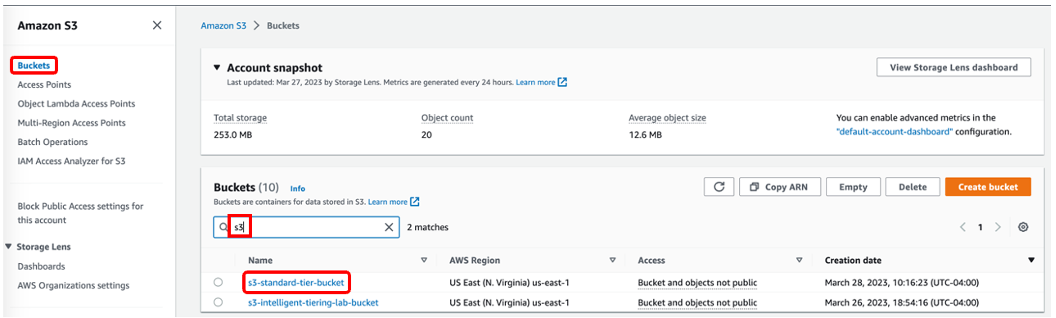 Amazon S3
Buckets
Access Points
Object Lambda Access Points
Multi-Region Access Points
Batch Operations
IAM Access Analyzer for S3
Block Public Access settings for
this account
Storage Lens
Dashboards
AWS Organizations settings
Amazon S3 > Buckets
Account snapshot
Last updated: Mar 27, 2023 by Storage Lens. Metrics are generated every 24 hours. Learn more
View Storage Lens dashboard
Total storage
253.0 MB
Object count
20
Average object size
12.6 MB
You can enable advanced metrics in the
"default-account-dashboard" configuration.
Buckets (10) Info
Buckets are containers for data stored in S3. Learn more
Copy ARN
Empty
Delete
Create bucket
s3
2 matches
1
Name AWS Region Access Creation date
s3-standard-tier-bucket US East (N. Virginia) us-east-1 Bucket and objects not public March 28, 2023, 10:16:23 (UTC-04:00)
s3-intelligent-tiering-lab-bucket US East (N. Virginia) us-east-1 Bucket and objects not public March 26, 2023, 18:54:16 (UTC-04:00)